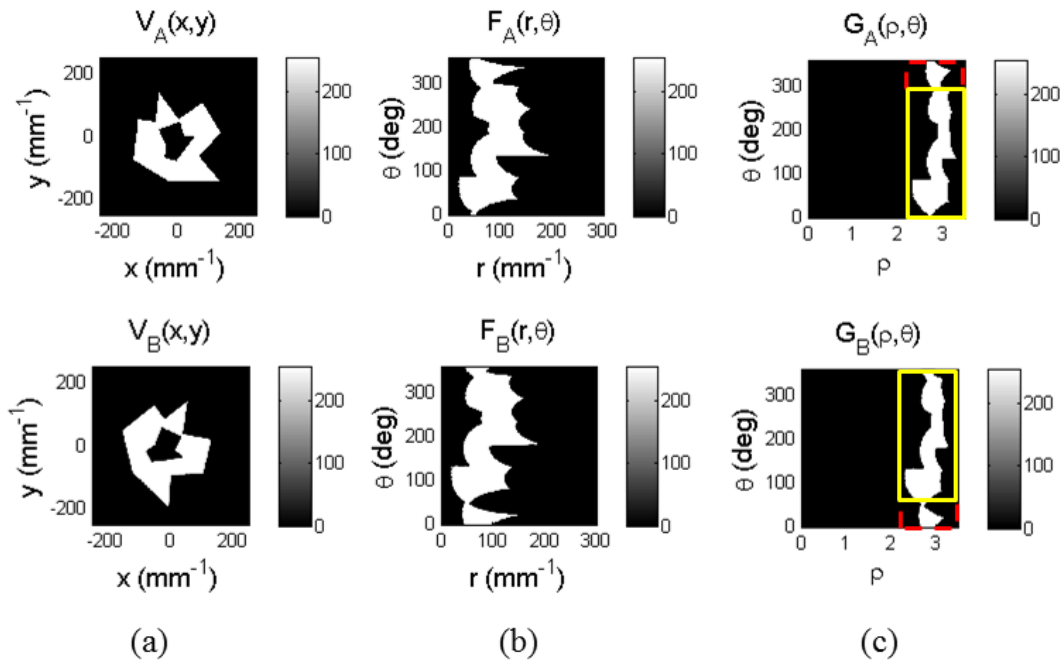 V_A(x,y)
F_A(r,θ)
G_A(ρ,θ)
y (mm⁻¹)
200
0
-200
-200 0 200
x (mm⁻¹)
200
100
0
θ (deg)
300
200
100
0
0 100 200 300
r (mm⁻¹)
200
100
0
θ (deg)
300
200
100
0
0 1 2 3
ρ
200
100
0
V_B(x,y)
F_B(r,θ)
G_B(ρ,θ)
y (mm⁻¹)
200
0
-200
-200 0 200
x (mm⁻¹)
200
100
0
θ (deg)
300
200
100
0
0 100 200 300
r (mm⁻¹)
200
100
0
θ (deg)
300
200
100
0
0 1 2 3
ρ
200
100
0
(a)
(b)
(c)